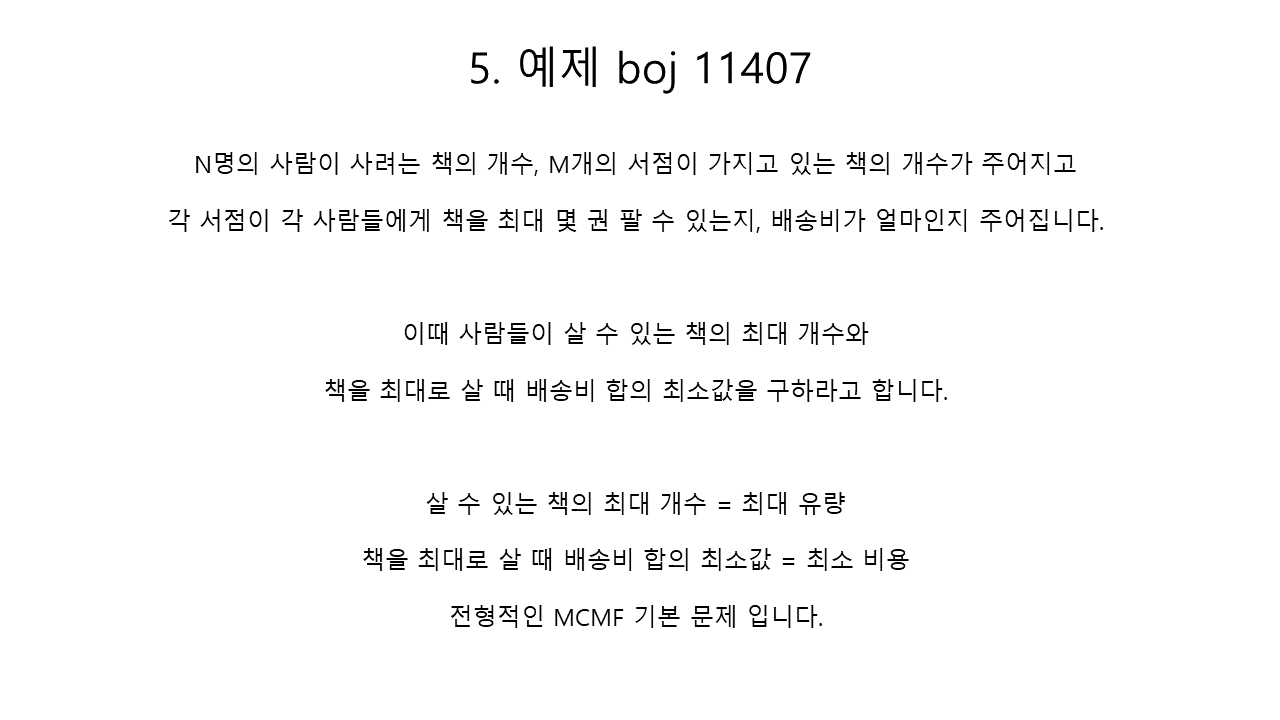 5. 예제 boj 11407
N명의 사람이 사려는 책의 개수, M개의 서점이 가지고 있는 책의 개수가 주어지고
각 서점이 각 사람들에게 책을 최대 몇 권 팔 수 있는지, 배송비가 얼마인지 주어집니다.
이때 사람들이 살 수 있는 책의 최대 개수와
책을 최대로 살 때 배송비 합의 최소값을 구하라고 합니다.
살 수 있는 책의 최대 개수 = 최대 유량
책을 최대로 살 때 배송비 합의 최소값 = 최소 비용
전형적인 MCMF 기본 문제 입니다.